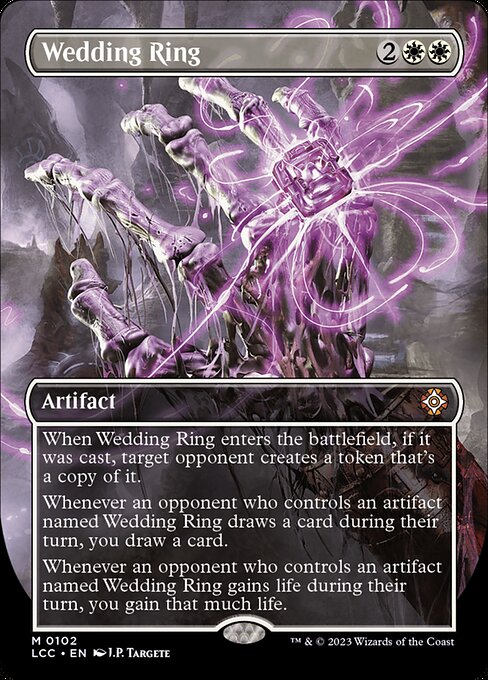 Wedding Ring 2
Artifact
When Wedding Ring enters the battlefield, if it
was cast, target opponent creates a token that's
a copy of it.
Whenever an opponent who controls an artifact
named Wedding Ring draws a card during their
turn, you draw a card.
Whenever an opponent who controls an artifact
named Wedding Ring gains life during their
turn, you gain that much life.
M 0102
LCC • EN J.P. Targete
™ & © 2023 Wizards of the Coast